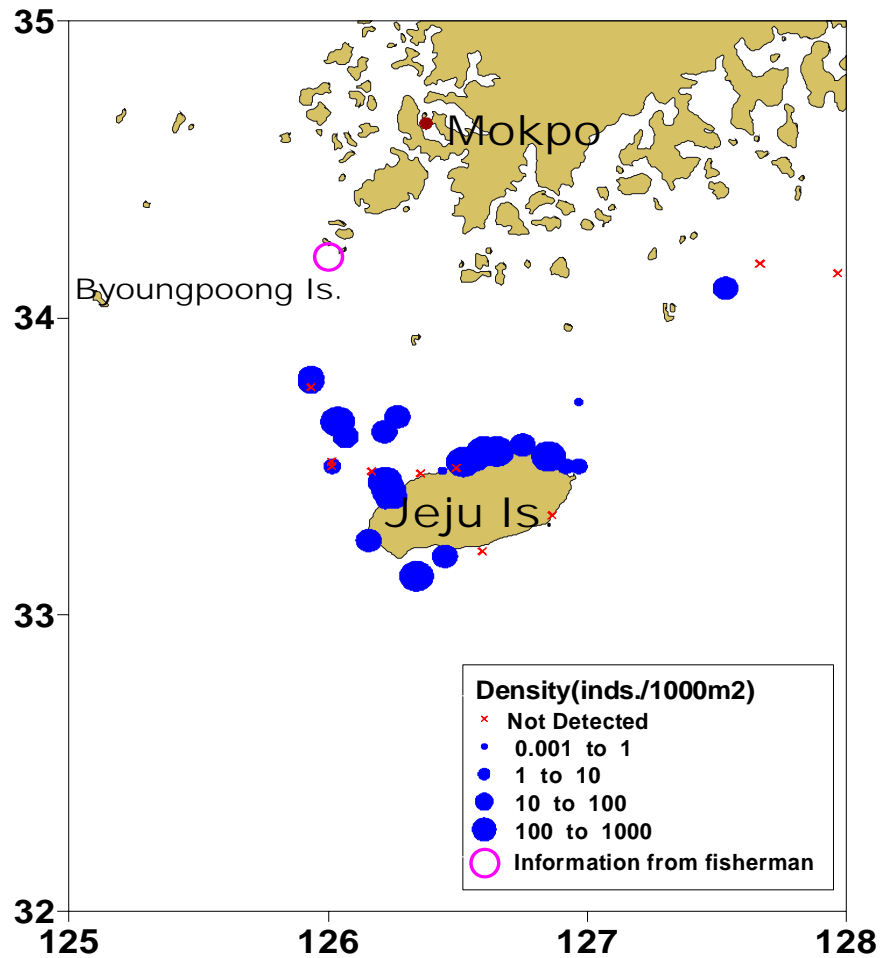 35
Mokpo
Byoungpoong Is.
34
Jeju Is.
33
Density(inds./1000m2)
Not Detected
0.001 to 1
1 to 10
10 to 100
100 to 1000
Information from fisherman
32
125 126 127 128